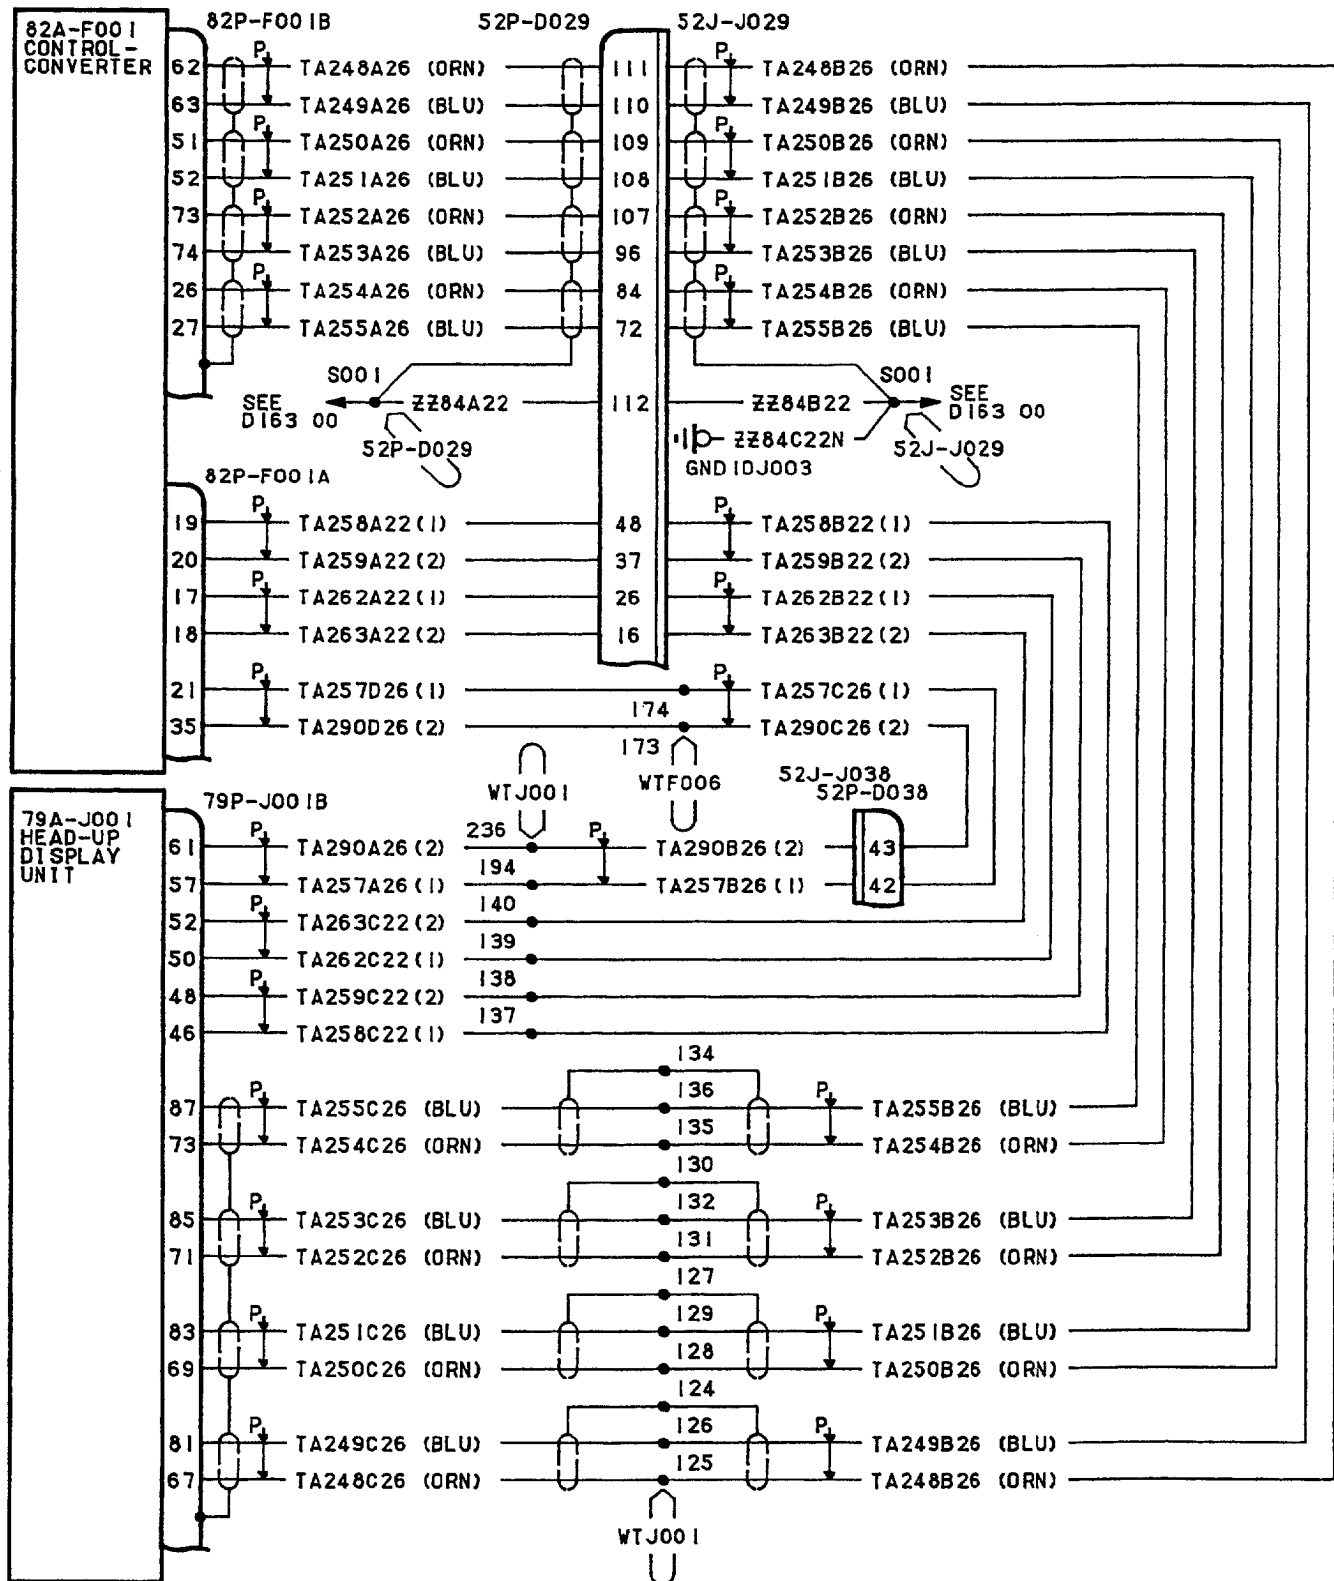 82P-F001B 52P-D029 52J-J029
82A-F001
CONTROL-
CONVERTER
P P
62 TA248A26 (ORN) 111 TA248B26 (ORN)
63 TA249A26 (BLU) 110 TA249B26 (BLU)
P P
51 TA250A26 (ORN) 109 TA250B26 (ORN)
52 TA251A26 (BLU) 108 TA251B26 (BLU)
P P
73 TA252A26 (ORN) 107 TA252B26 (ORN)
74 TA253A26 (BLU) 96 TA253B26 (BLU)
P P
26 TA254A26 (ORN) 84 TA254B26 (ORN)
27 TA255A26 (BLU) 72 TA255B26 (BLU)
S001 S001
SEE
D163 00 ZZ84A22 112 ZZ84B22 SEE
D163 00
52P-D029 ZZ84C22N 52J-J029
GND10J003
82P-F001A
P P
19 TA258A22(1) 48 TA258B22(1)
20 TA259A22(2) 37 TA259B22(2)
P P
17 TA262A22(1) 26 TA262B22(1)
18 TA263A22(2) 16 TA263B22(2)
P P
21 TA257D26(1) 174 TA257C26(1)
35 TA290D26(2) 173 TA290C26(2)
WTJ001 WTF006 52J-J038
52P-D038
79P-J001B
79A-J001
HEAD-UP
DISPLAY
UNIT
P P
61 TA290A26(2) 236 TA290B26(2) 43
57 TA257A26(1) 194 TA257B26(1) 42
P
52 TA263C22(2) 140
50 TA262C22(1) 139
P
48 TA259C22(2) 138
46 TA258C22(1) 137
134
P P
87 TA255C26 (BLU) 136 TA255B26 (BLU)
73 TA254C26 (ORN) 135 TA254B26 (ORN)
130
P P
85 TA253C26 (BLU) 132 TA253B26 (BLU)
71 TA252C26 (ORN) 131 TA252B26 (ORN)
127
P P
83 TA251C26 (BLU) 129 TA251B26 (BLU)
69 TA250C26 (ORN) 128 TA250B26 (ORN)
124
P P
81 TA249C26 (BLU) 126 TA249B26 (BLU)
67 TA248C26 (ORN) 125 TA248B26 (ORN)
WTJ001